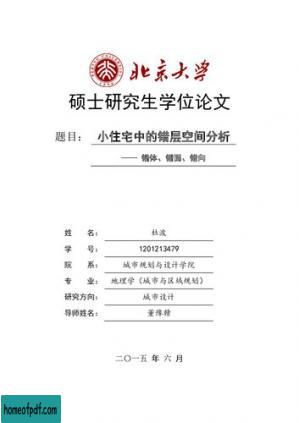 北京大学
硕士研究生学位论文
题目： 小住宅中的错层空间分析
—— 错体、错面、错向
姓 名： 杜波
学 号： 1201213479
院 系： 城市规划与设计学院
专 业： 地理学（城市与区域规划）
研究方向： 城市设计
导师姓名： 董豫赣
二〇一五 年 六 月
homeofpdf.com